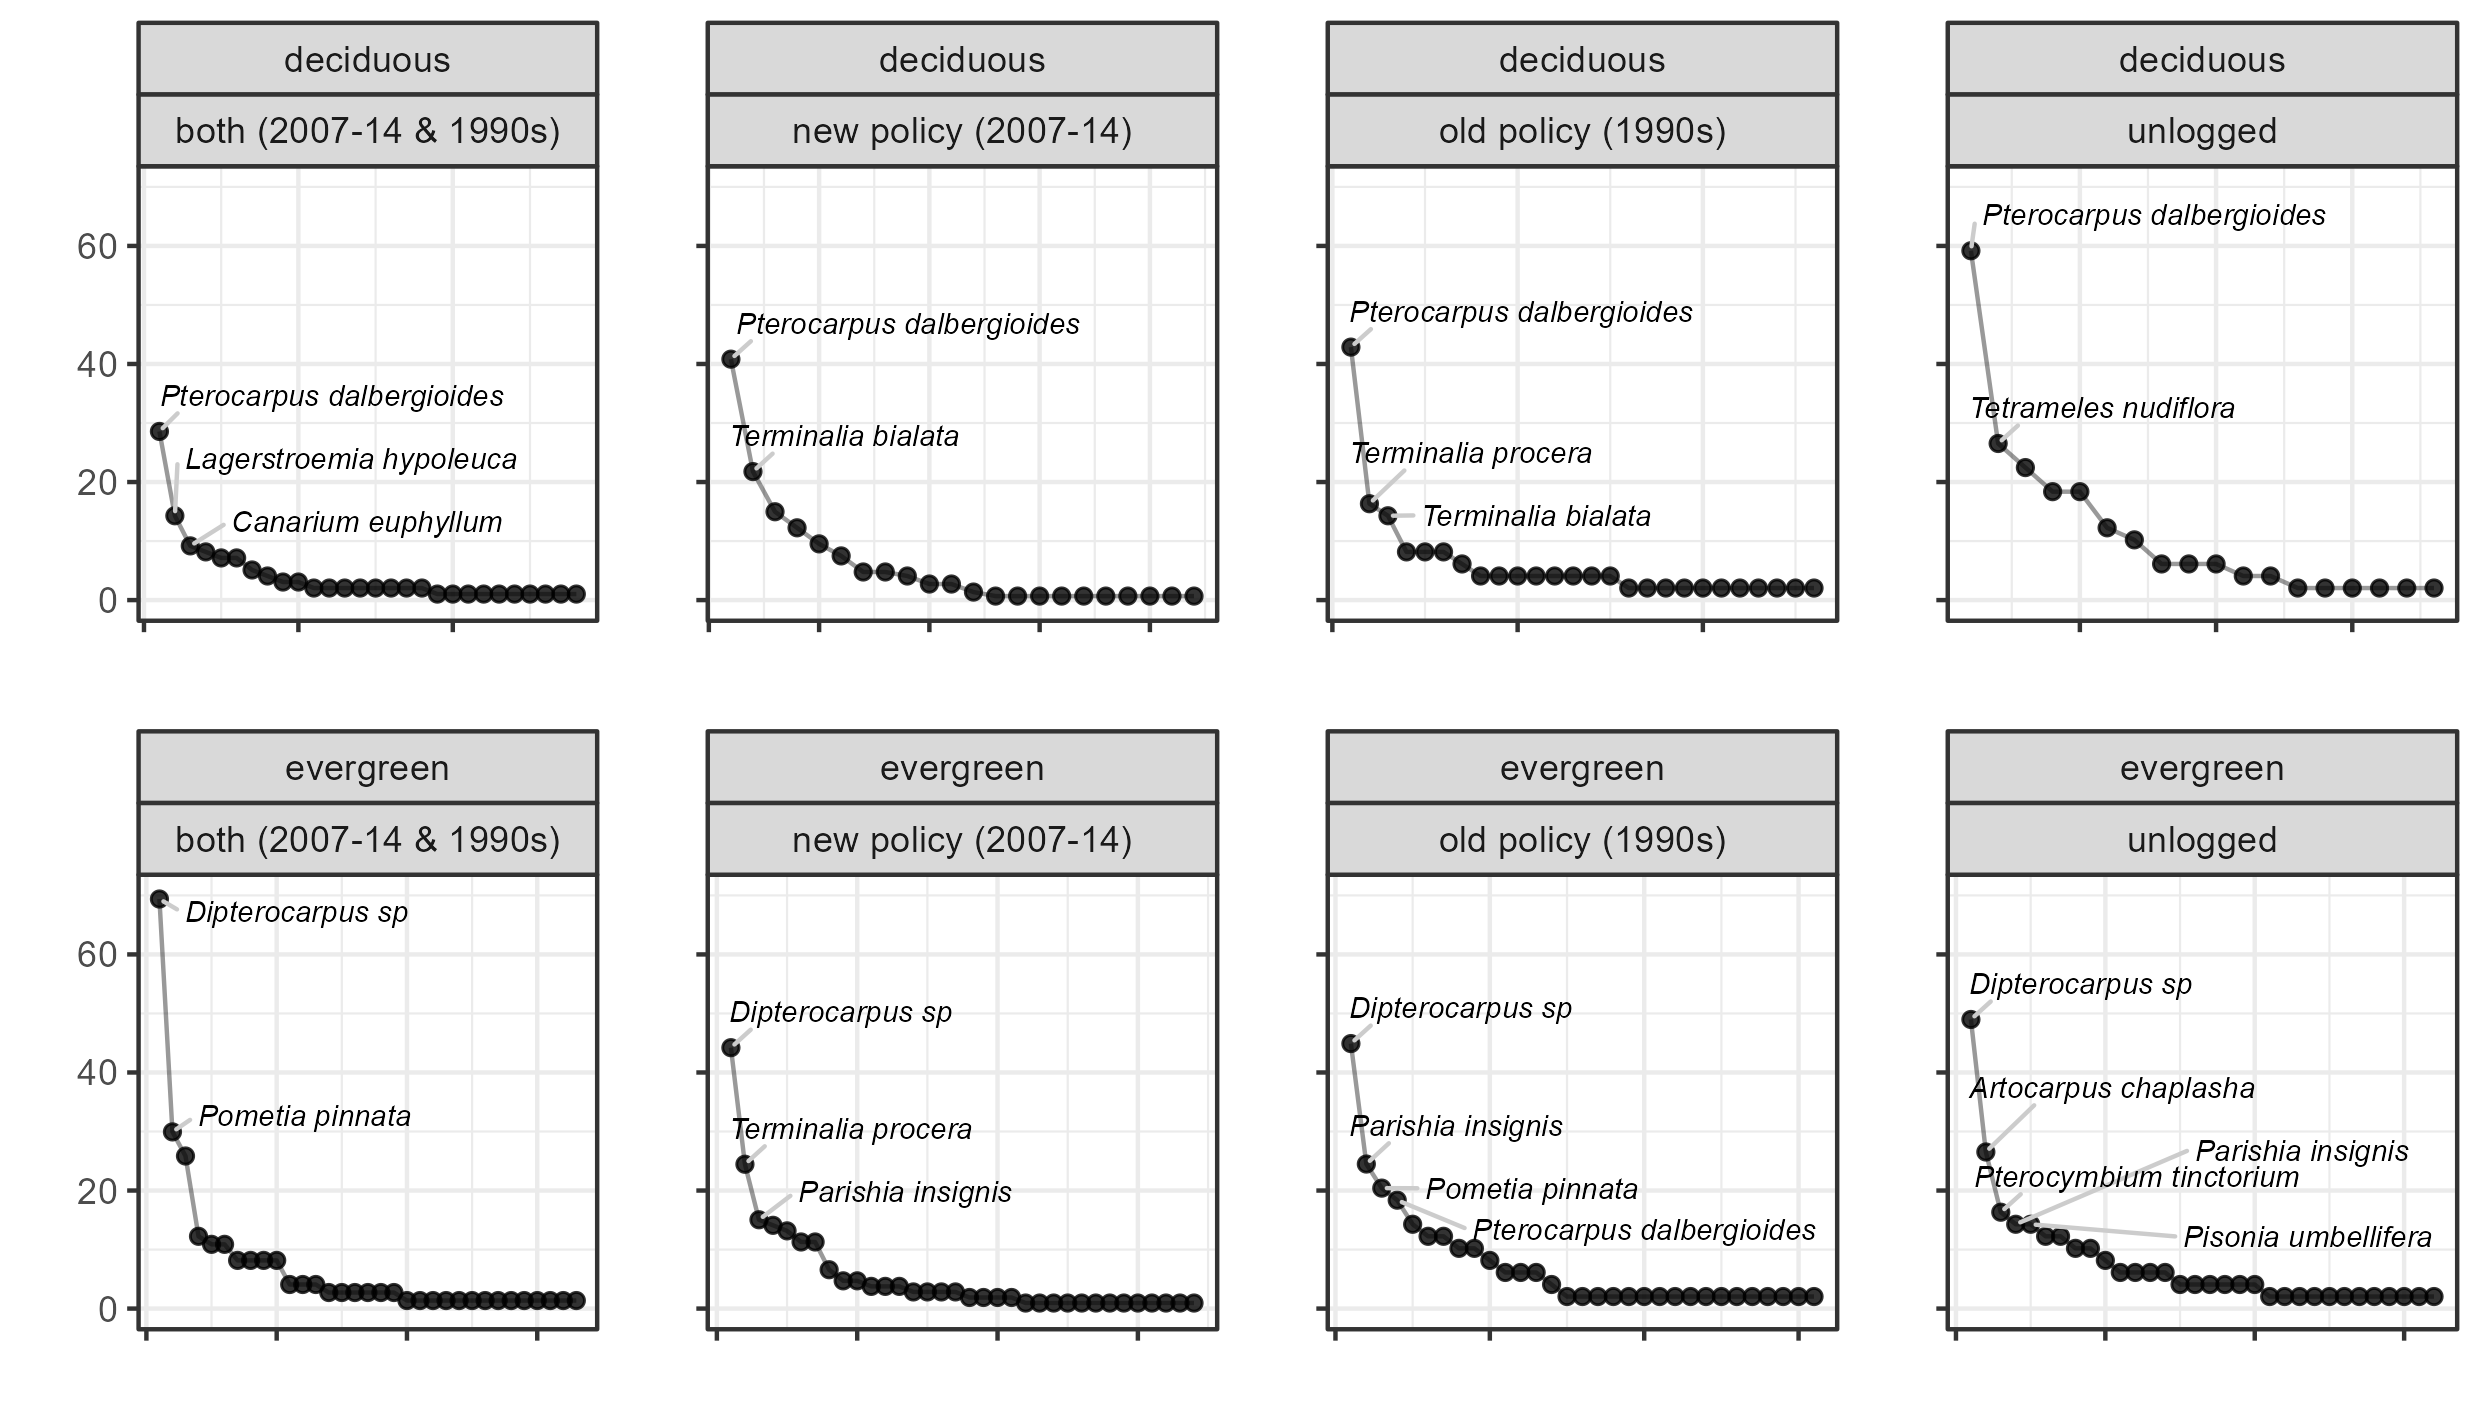 deciduous
both (2007-14 & 1990s)
60
40
20
0
Pterocarpus dalbergioides
Lagerstroemia hypoleuca
Canarium euphyllum
deciduous
new policy (2007-14)
Pterocarpus dalbergioides
Terminalia bialata
deciduous
old policy (1990s)
Pterocarpus dalbergioides
Terminalia procera
Terminalia bialata
deciduous
unlogged
Pterocarpus dalbergioides
Tetrameles nudiflora
evergreen
both (2007-14 & 1990s)
60
40
20
0
Dipterocarpus sp
Pometia pinnata
evergreen
new policy (2007-14)
Dipterocarpus sp
Terminalia procera
Parishia insignis
evergreen
old policy (1990s)
Dipterocarpus sp
Parishia insignis
Pometia pinnata
Pterocarpus dalbergioides
evergreen
unlogged
Dipterocarpus sp
Artocarpus chaplasha
Parishia insignis
Pterocymbium tinctorium
Pisonia umbellifera